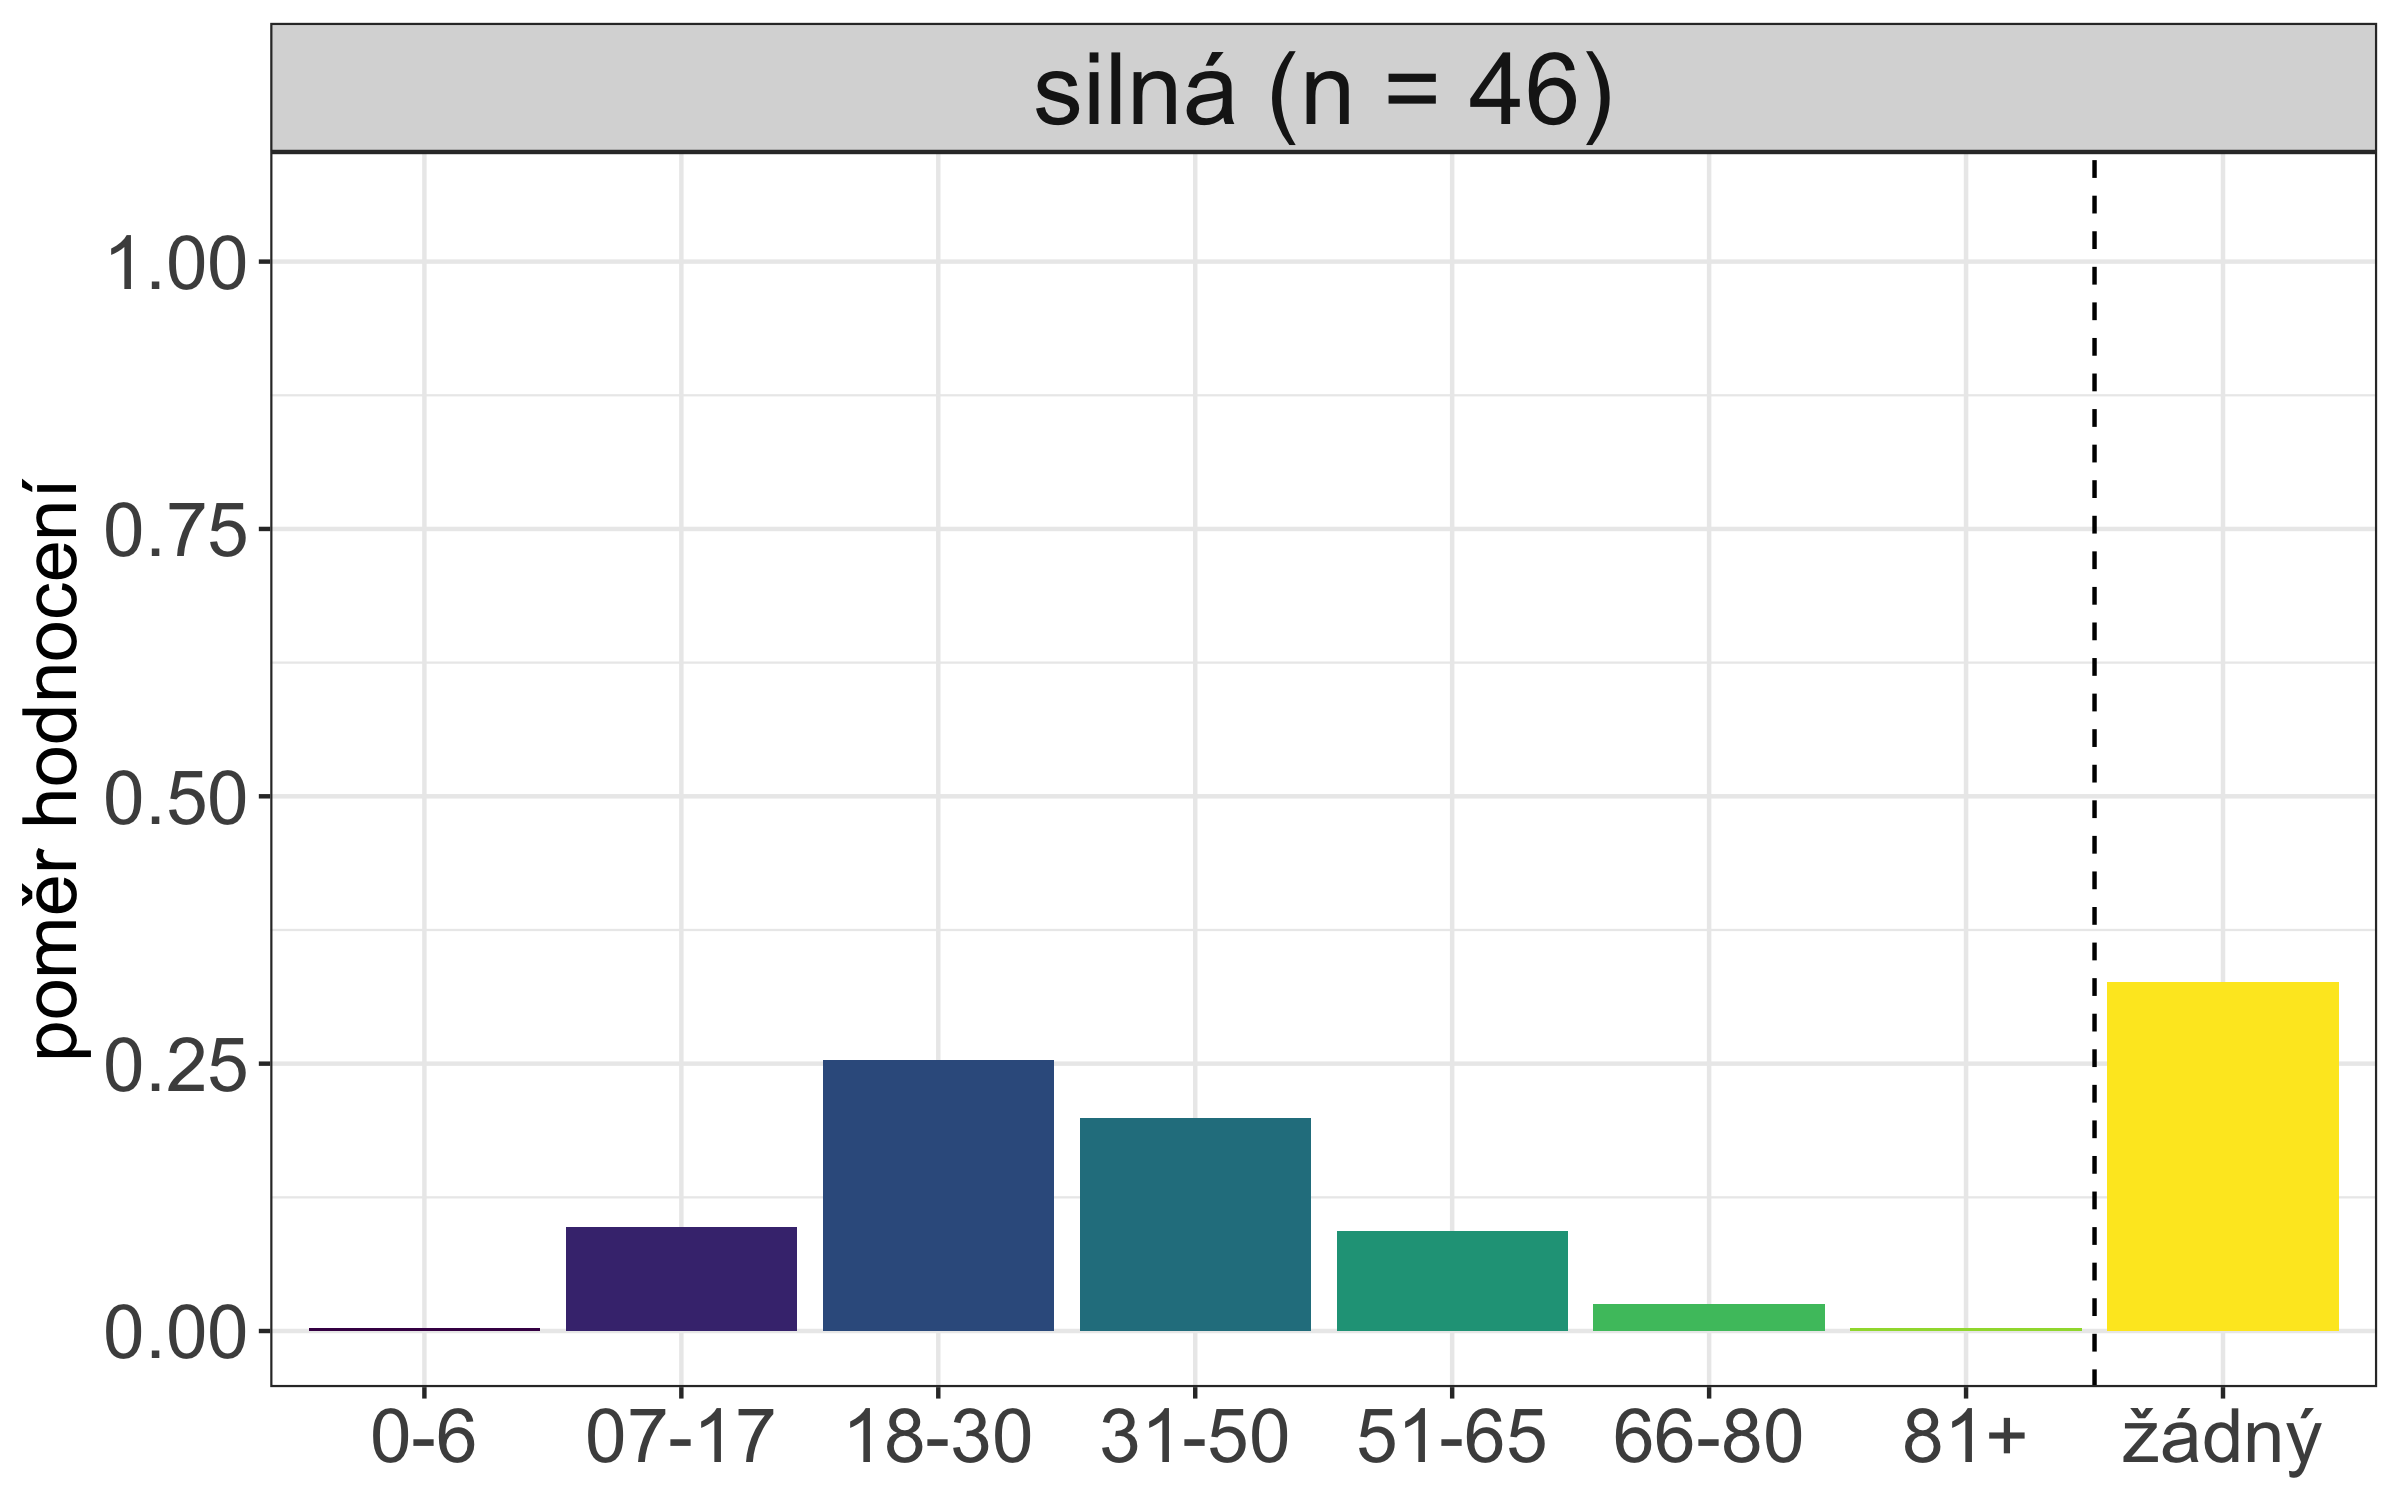 silná (n = 46)
poměr hodnocení
1.00
0.75
0.50
0.25
0.00
0-6 07-17 18-30 31-50 51-65 66-80 81+ žádný